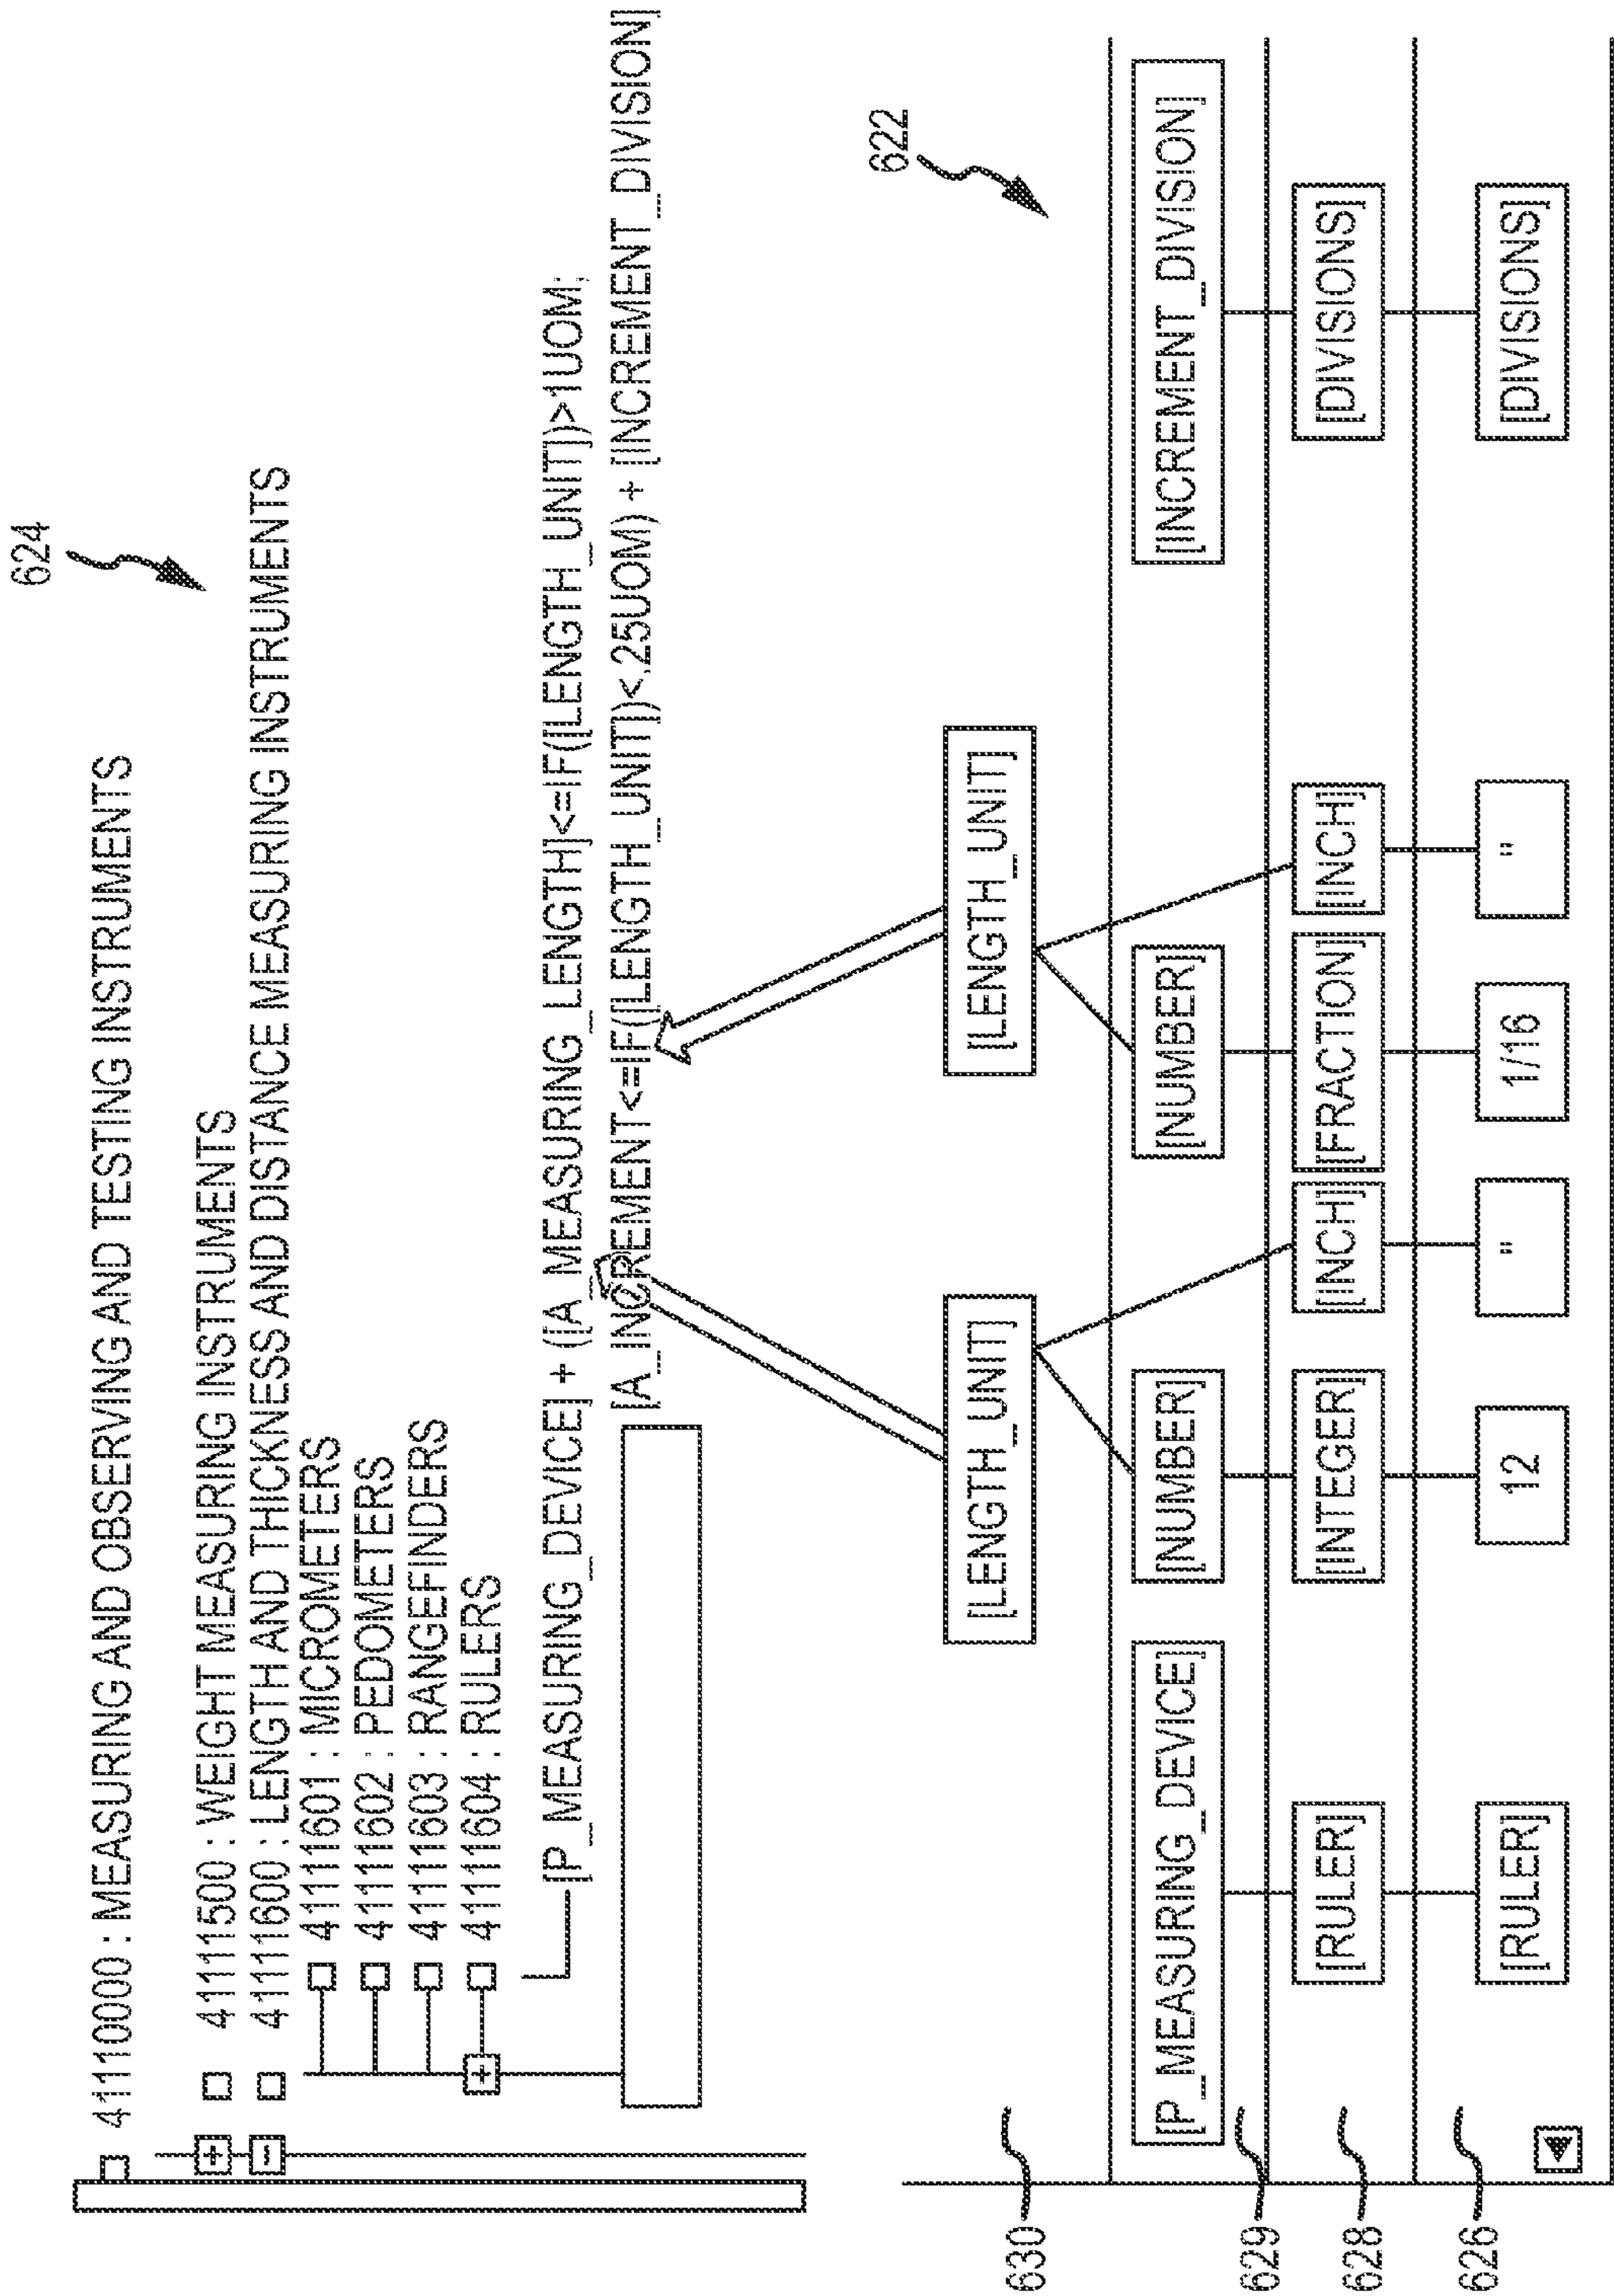 624
41110000 : MEASURING AND OBSERVING AND TESTING INSTRUMENTS
41111500 : WEIGHT MEASURING INSTRUMENTS
41111600 : LENGTH AND THICKNESS AND DISTANCE MEASURING INSTRUMENTS
41111601 : MICROMETERS
41111602 : PEDOMETERS
41111603 : RANGEFINDERS
41111604 : RULERS
[P_MEASURING_DEVICE] + ([A_MEASURING_LENGTH]<=IF([LENGTH_UNIT])>1UOM;
[A_INCREMENT<=IF([LENGTH_UNIT])<.25UOM) + [INCREMENT_DIVISION]
622
630 [LENGTH_UNIT] [LENGTH_UNIT]
[P_MEASURING_DEVICE] [NUMBER] [NUMBER] [INCREMENT_DIVISION]
629
628 [RULER] [INTEGER] [INCH] [FRACTION] [INCH] [DIVISIONS]
626 [RULER] 12 " 1/16 " [DIVISIONS]